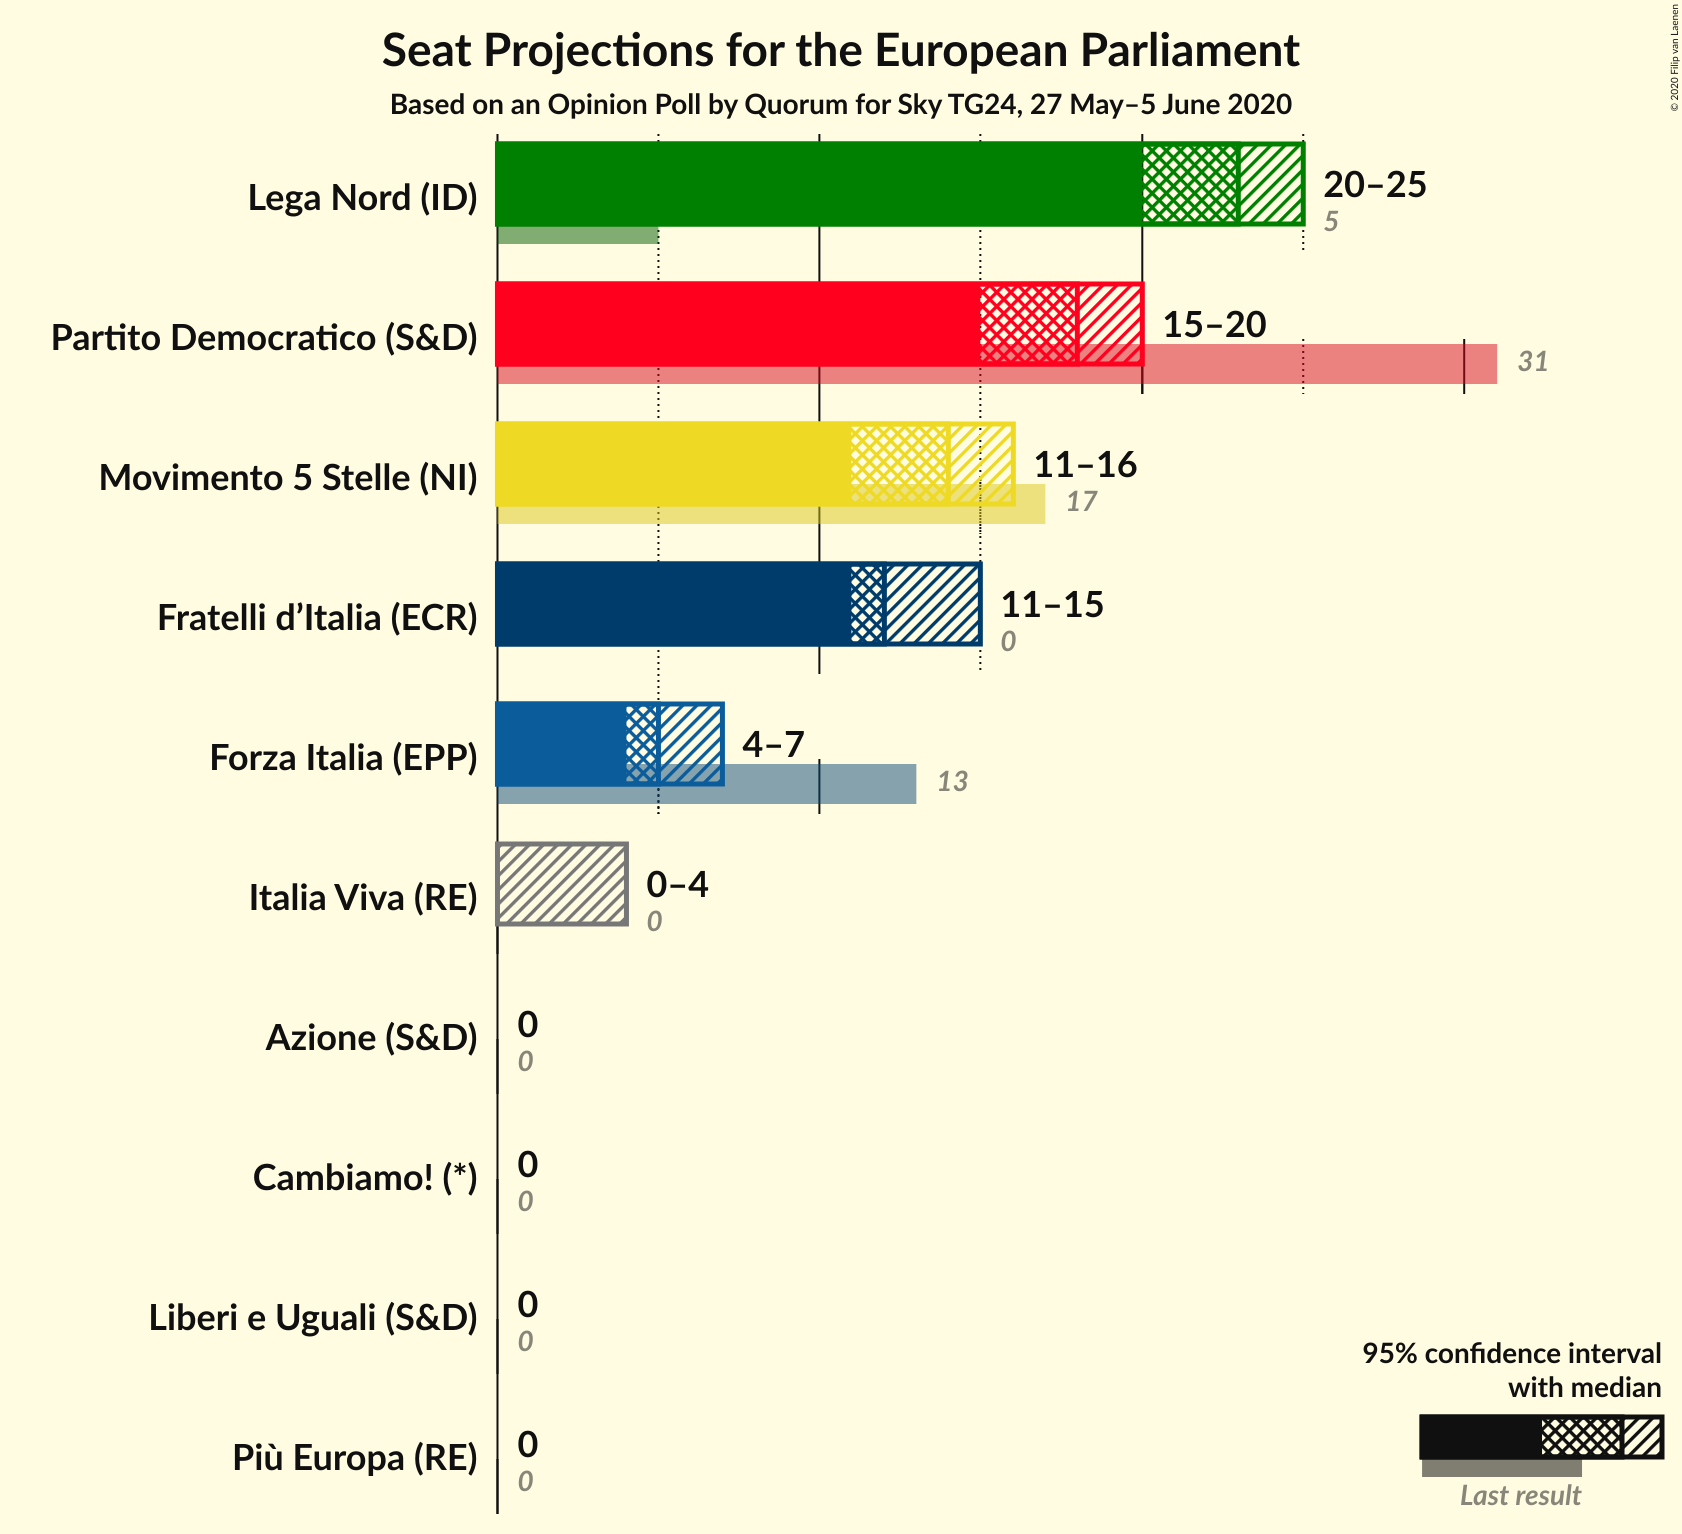 Seat Projections for the European Parliament
Based on an Opinion Poll by Quorum for Sky TG24, 27 May–5 June 2020
© 2020 Filip van Laenen
Lega Nord (ID)
20–25
5
Partito Democratico (S&D)
15–20
31
Movimento 5 Stelle (NI)
11–16
17
Fratelli d’Italia (ECR)
11–15
0
Forza Italia (EPP)
4–7
13
Italia Viva (RE)
0–4
0
Azione (S&D)
0
0
Cambiamo! (*)
0
0
Liberi e Uguali (S&D)
0
0
Più Europa (RE)
0
0
95% confidence interval
with median
Last result